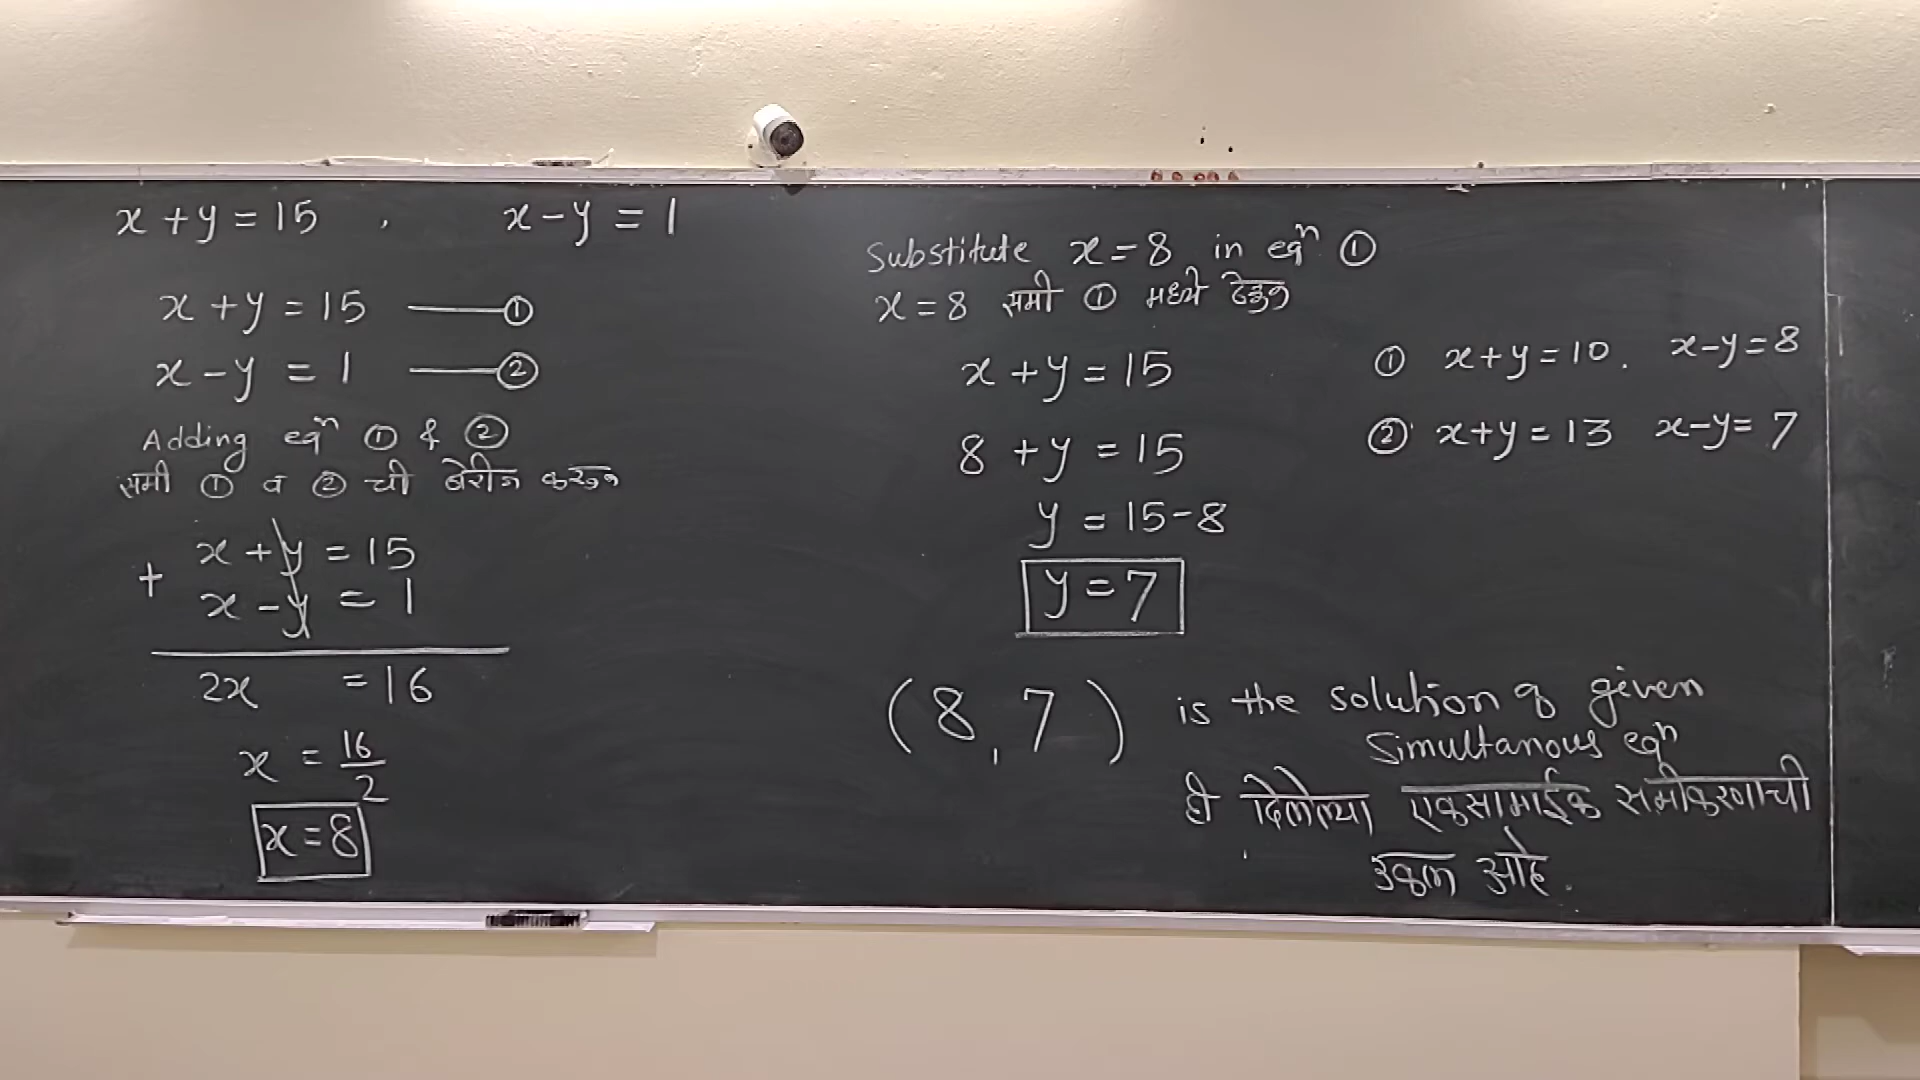 x + y = 15 , x - y = 1
x + y = 15 —— ①
x - y = 1 —— ②
Adding eqⁿ ① & ②
समी ① व ② ची बेरीज करून
x + y = 15
+
x - y = 1
2x = 16
x = 16/2
x = 8
Substitute x = 8 in eqⁿ ①
x = 8 समी ① मध्ये ठेवून
x + y = 15
8 + y = 15
y = 15 - 8
y = 7
(8, 7) is the solution of given
Simultanous eqⁿ
ही दिलेल्या एकसामाईक समीकरणाची
उकल आहे.
① x + y = 10. x - y = 8
② x + y = 13 x - y = 7